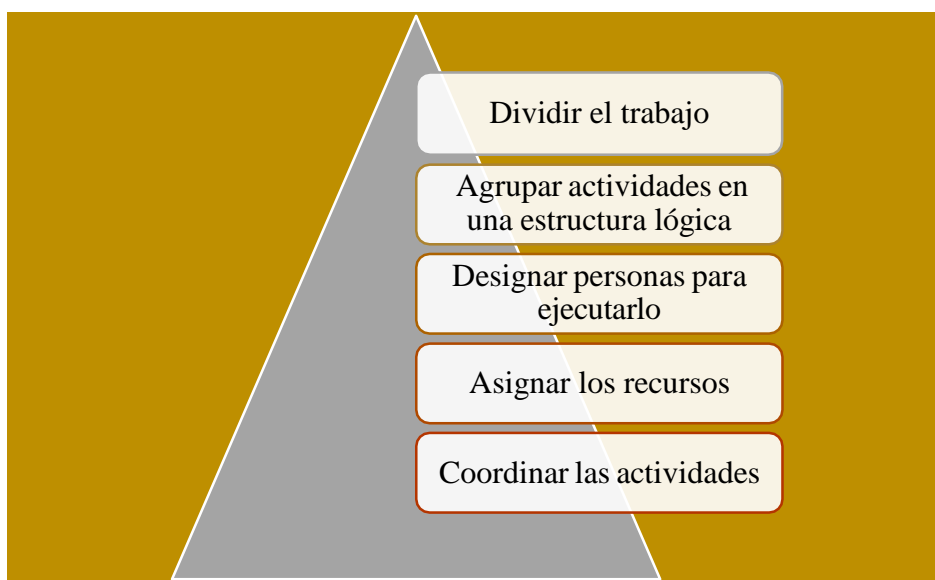 Dividir el trabajo
Agrupar actividades en
una estructura lógica
Designar personas para
ejecutarlo
Asignar los recursos
Coordinar las actividades